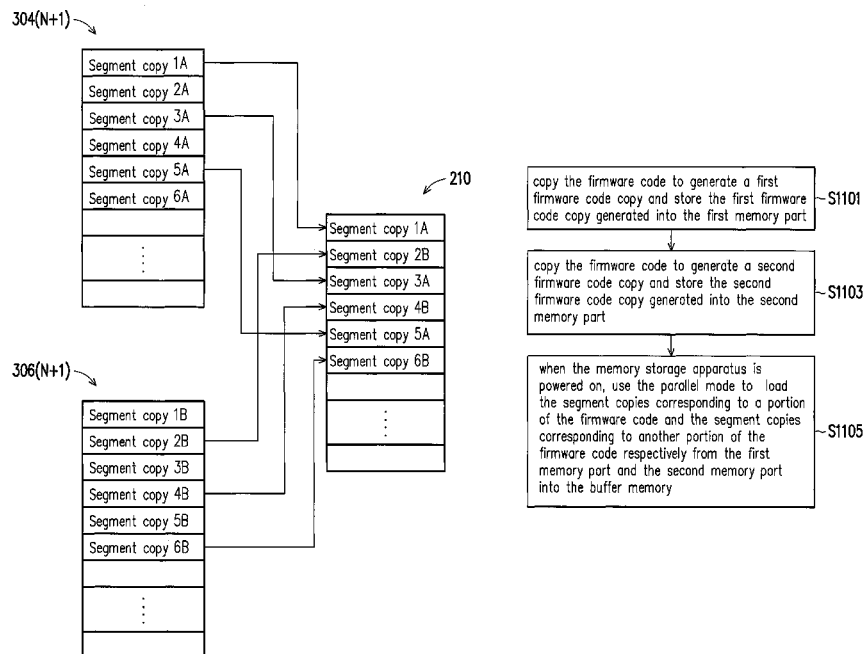 304(N+1)
Segment copy 1A
Segment copy 2A
Segment copy 3A
Segment copy 4A
Segment copy 5A
Segment copy 6A
306(N+1)
Segment copy 1B
Segment copy 2B
Segment copy 3B
Segment copy 4B
Segment copy 5B
Segment copy 6B
210
Segment copy 1A
Segment copy 2B
Segment copy 3A
Segment copy 4B
Segment copy 5A
Segment copy 6B
copy the firmware code to generate a first
firmware code copy and store the first firmware
code copy generated into the first memory part
S1101
copy the firmware code to generate a second
firmware code copy and store the second
firmware code copy generated into the second
memory part
S1103
when the memory storage apparatus is
powered on, use the parallel mode to load
the segment copies corresponding to a portion
of the firmware code and the segment copies
corresponding to another portion of the
firmware code respectively from the first
memory port and the second memory port
into the buffer memory
S1105